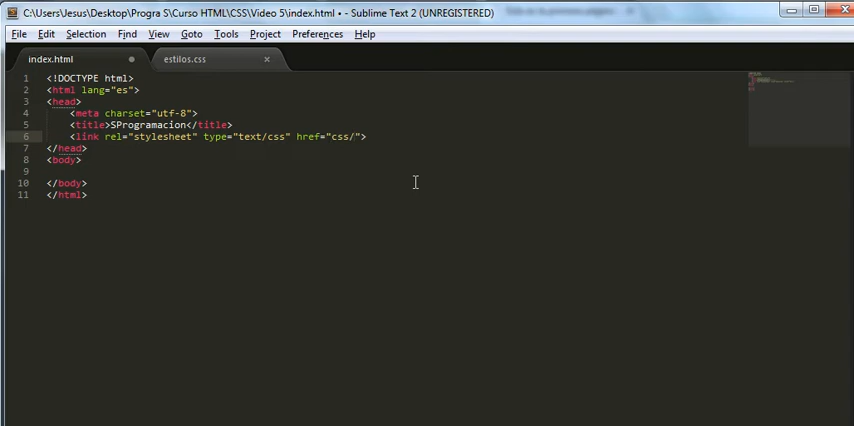 C:\Users\Jesus\Desktop\Progra S\Curso HTML\CSS\Video 5\index.html • - Sublime Text 2 (UNREGISTERED)
File Edit Selection Find View Goto Tools Project Preferences Help
index.html estilos.css
1 <!DOCTYPE html>
2 <html lang="es">
3 <head>
4 <meta charset="utf-8">
5 <title>SProgramacion</title>
6 <link rel="stylesheet" type="text/css" href="css/">
7 </head>
8 <body>
9
10 </body>
11 </html>